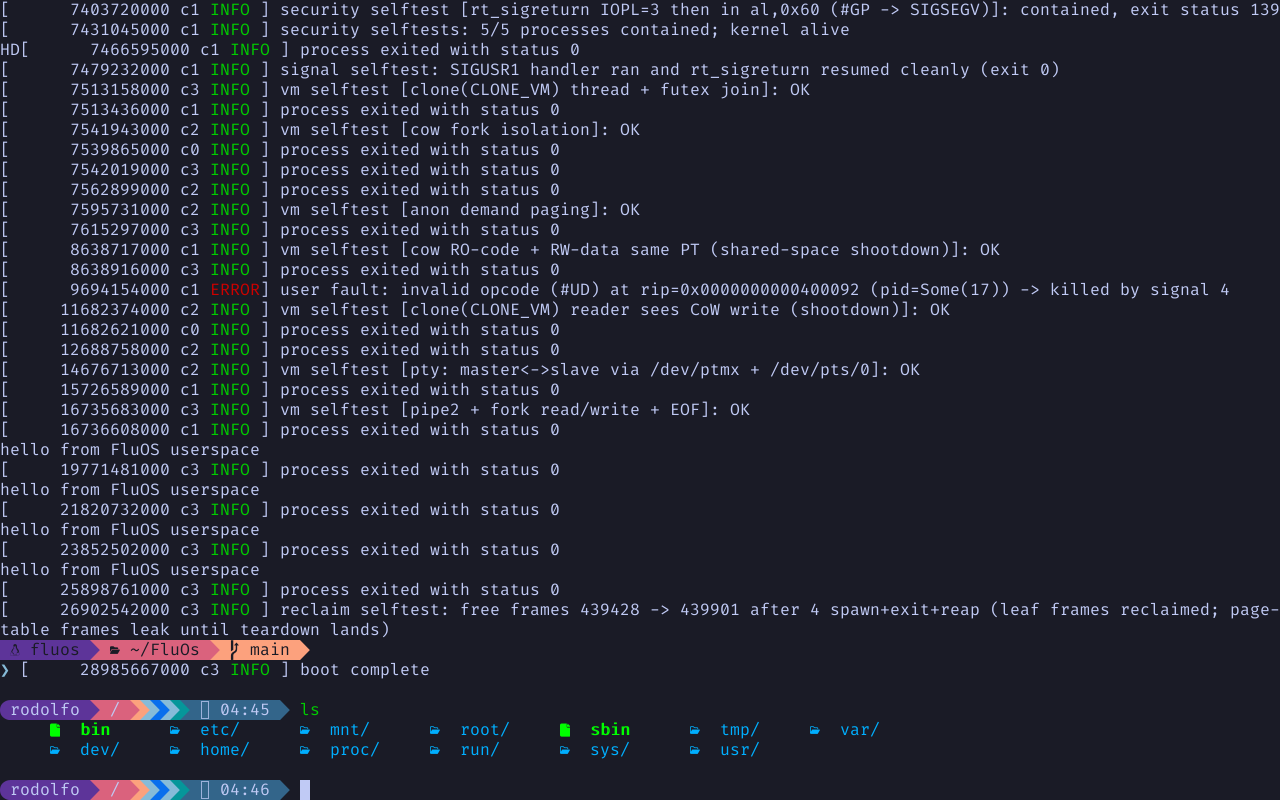 [      7403720000 c1 INFO ] security selftest [rt_sigreturn IOPL=3 then in al,0x60 (#GP -> SIGSEGV)]: contained, exit status 139
[      7431045000 c1 INFO ] security selftests: 5/5 processes contained; kernel alive
HD[      7466595000 c1 INFO ] process exited with status 0
[      7479232000 c1 INFO ] signal selftest: SIGUSR1 handler ran and rt_sigreturn resumed cleanly (exit 0)
[      7513158000 c3 INFO ] vm selftest [clone(CLONE_VM) thread + futex join]: OK
[      7513436000 c1 INFO ] process exited with status 0
[      7541943000 c2 INFO ] vm selftest [cow fork isolation]: OK
[      7539865000 c0 INFO ] process exited with status 0
[      7542019000 c3 INFO ] process exited with status 0
[      7562899000 c2 INFO ] process exited with status 0
[      7595731000 c2 INFO ] vm selftest [anon demand paging]: OK
[      7615297000 c3 INFO ] process exited with status 0
[      8638717000 c1 INFO ] vm selftest [cow RO-code + RW-data same PT (shared-space shootdown)]: OK
[      8638916000 c3 INFO ] process exited with status 0
[      9694154000 c1 ERROR] user fault: invalid opcode (#UD) at rip=0x0000000000400092 (pid=Some(17)) -> killed by signal 4
[     11682374000 c2 INFO ] vm selftest [clone(CLONE_VM) reader sees CoW write (shootdown)]: OK
[     11682621000 c0 INFO ] process exited with status 0
[     12688758000 c2 INFO ] process exited with status 0
[     14676713000 c2 INFO ] vm selftest [pty: master<->slave via /dev/ptmx + /dev/pts/0]: OK
[     15726589000 c1 INFO ] process exited with status 0
[     16735683000 c3 INFO ] vm selftest [pipe2 + fork read/write + EOF]: OK
[     16736608000 c1 INFO ] process exited with status 0
hello from FluOS userspace
[     19771481000 c3 INFO ] process exited with status 0
hello from FluOS userspace
[     21820732000 c3 INFO ] process exited with status 0
hello from FluOS userspace
[     23852502000 c3 INFO ] process exited with status 0
hello from FluOS userspace
[     25898761000 c3 INFO ] process exited with status 0
[     26902542000 c3 INFO ] reclaim selftest: free frames 439428 -> 439901 after 4 spawn+exit+reap (leaf frames reclaimed; page-
table frames leak until teardown lands)
fluos ~/FluOs main
❯ [     28985667000 c3 INFO ] boot complete
rodolfo / 04:45 ls
bin etc/ mnt/ root/ sbin tmp/ var/
dev/ home/ proc/ run/ sys/ usr/
rodolfo / 04:46